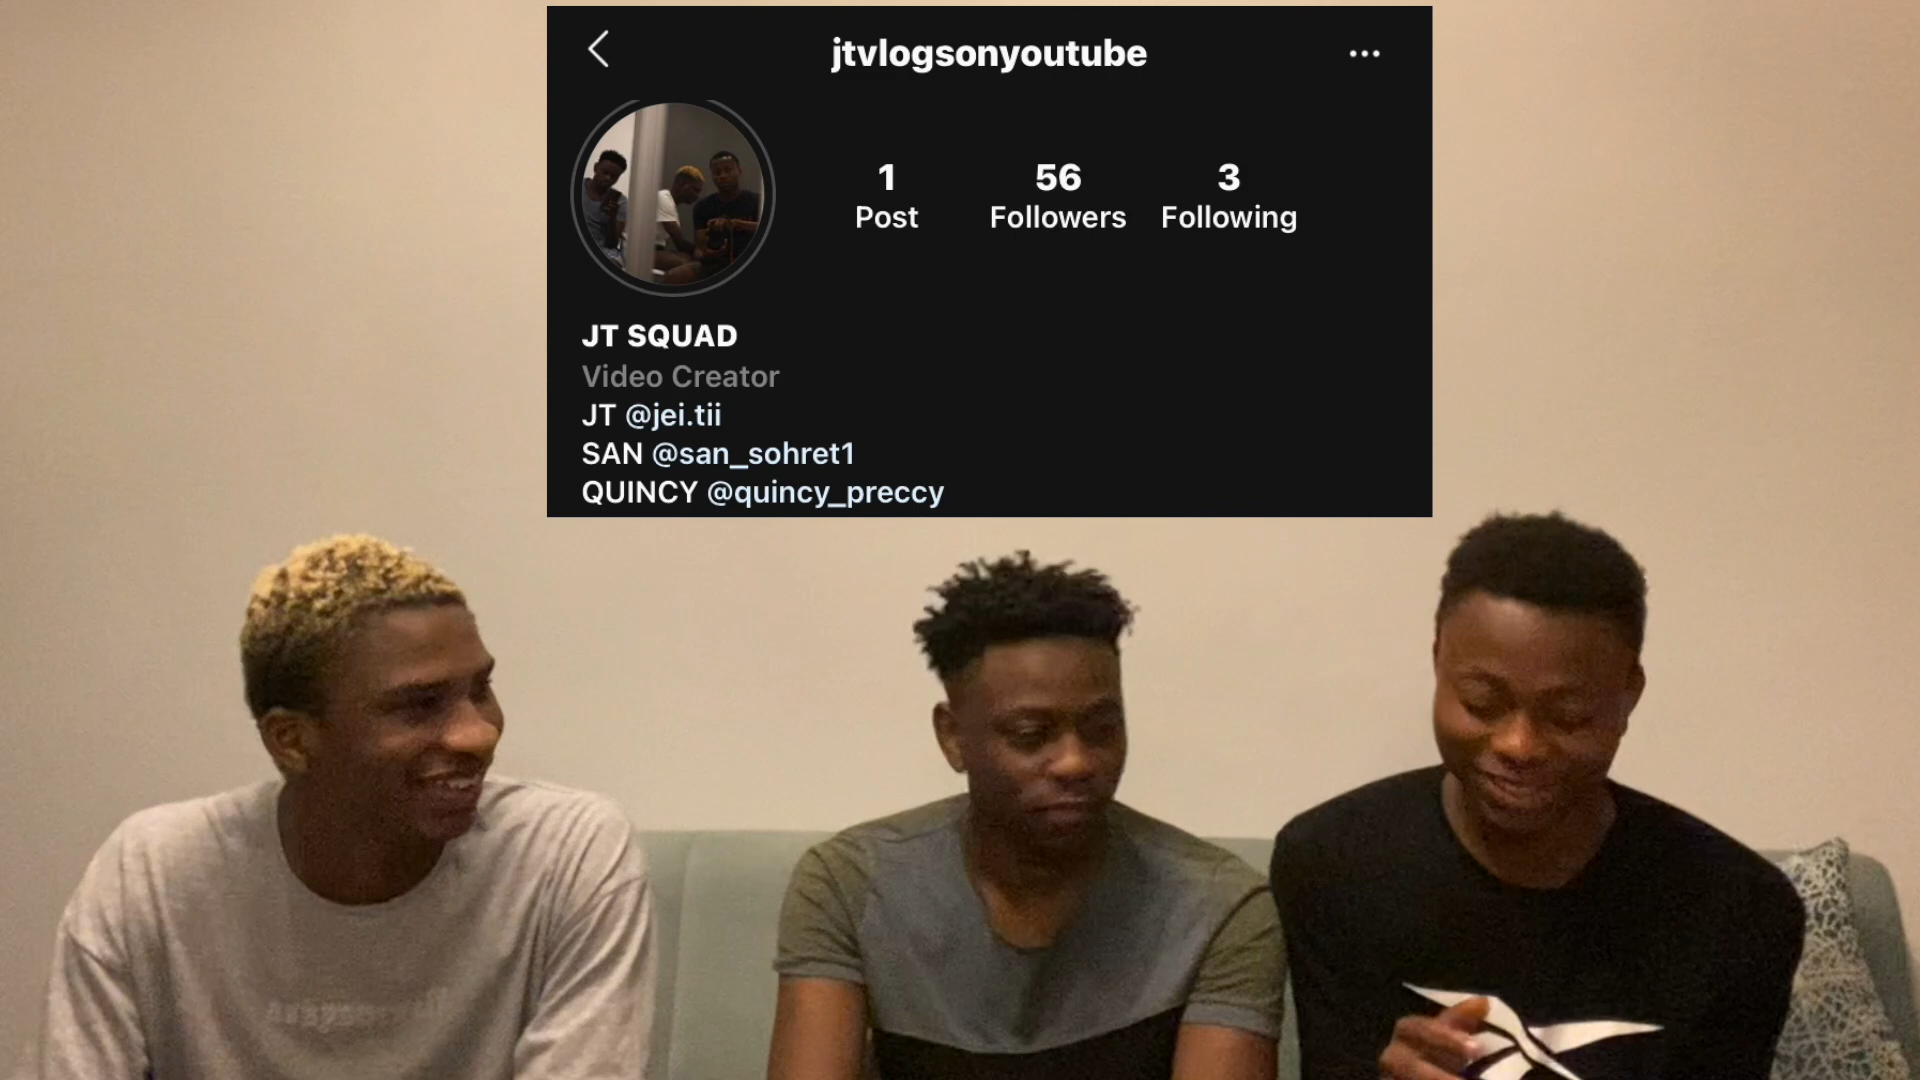 jtvlogsonyoutube
1 56 3
Post Followers Following
JT SQUAD
Video Creator
JT @jei.tii
SAN @san_sohret1
QUINCY @quincy_preccy